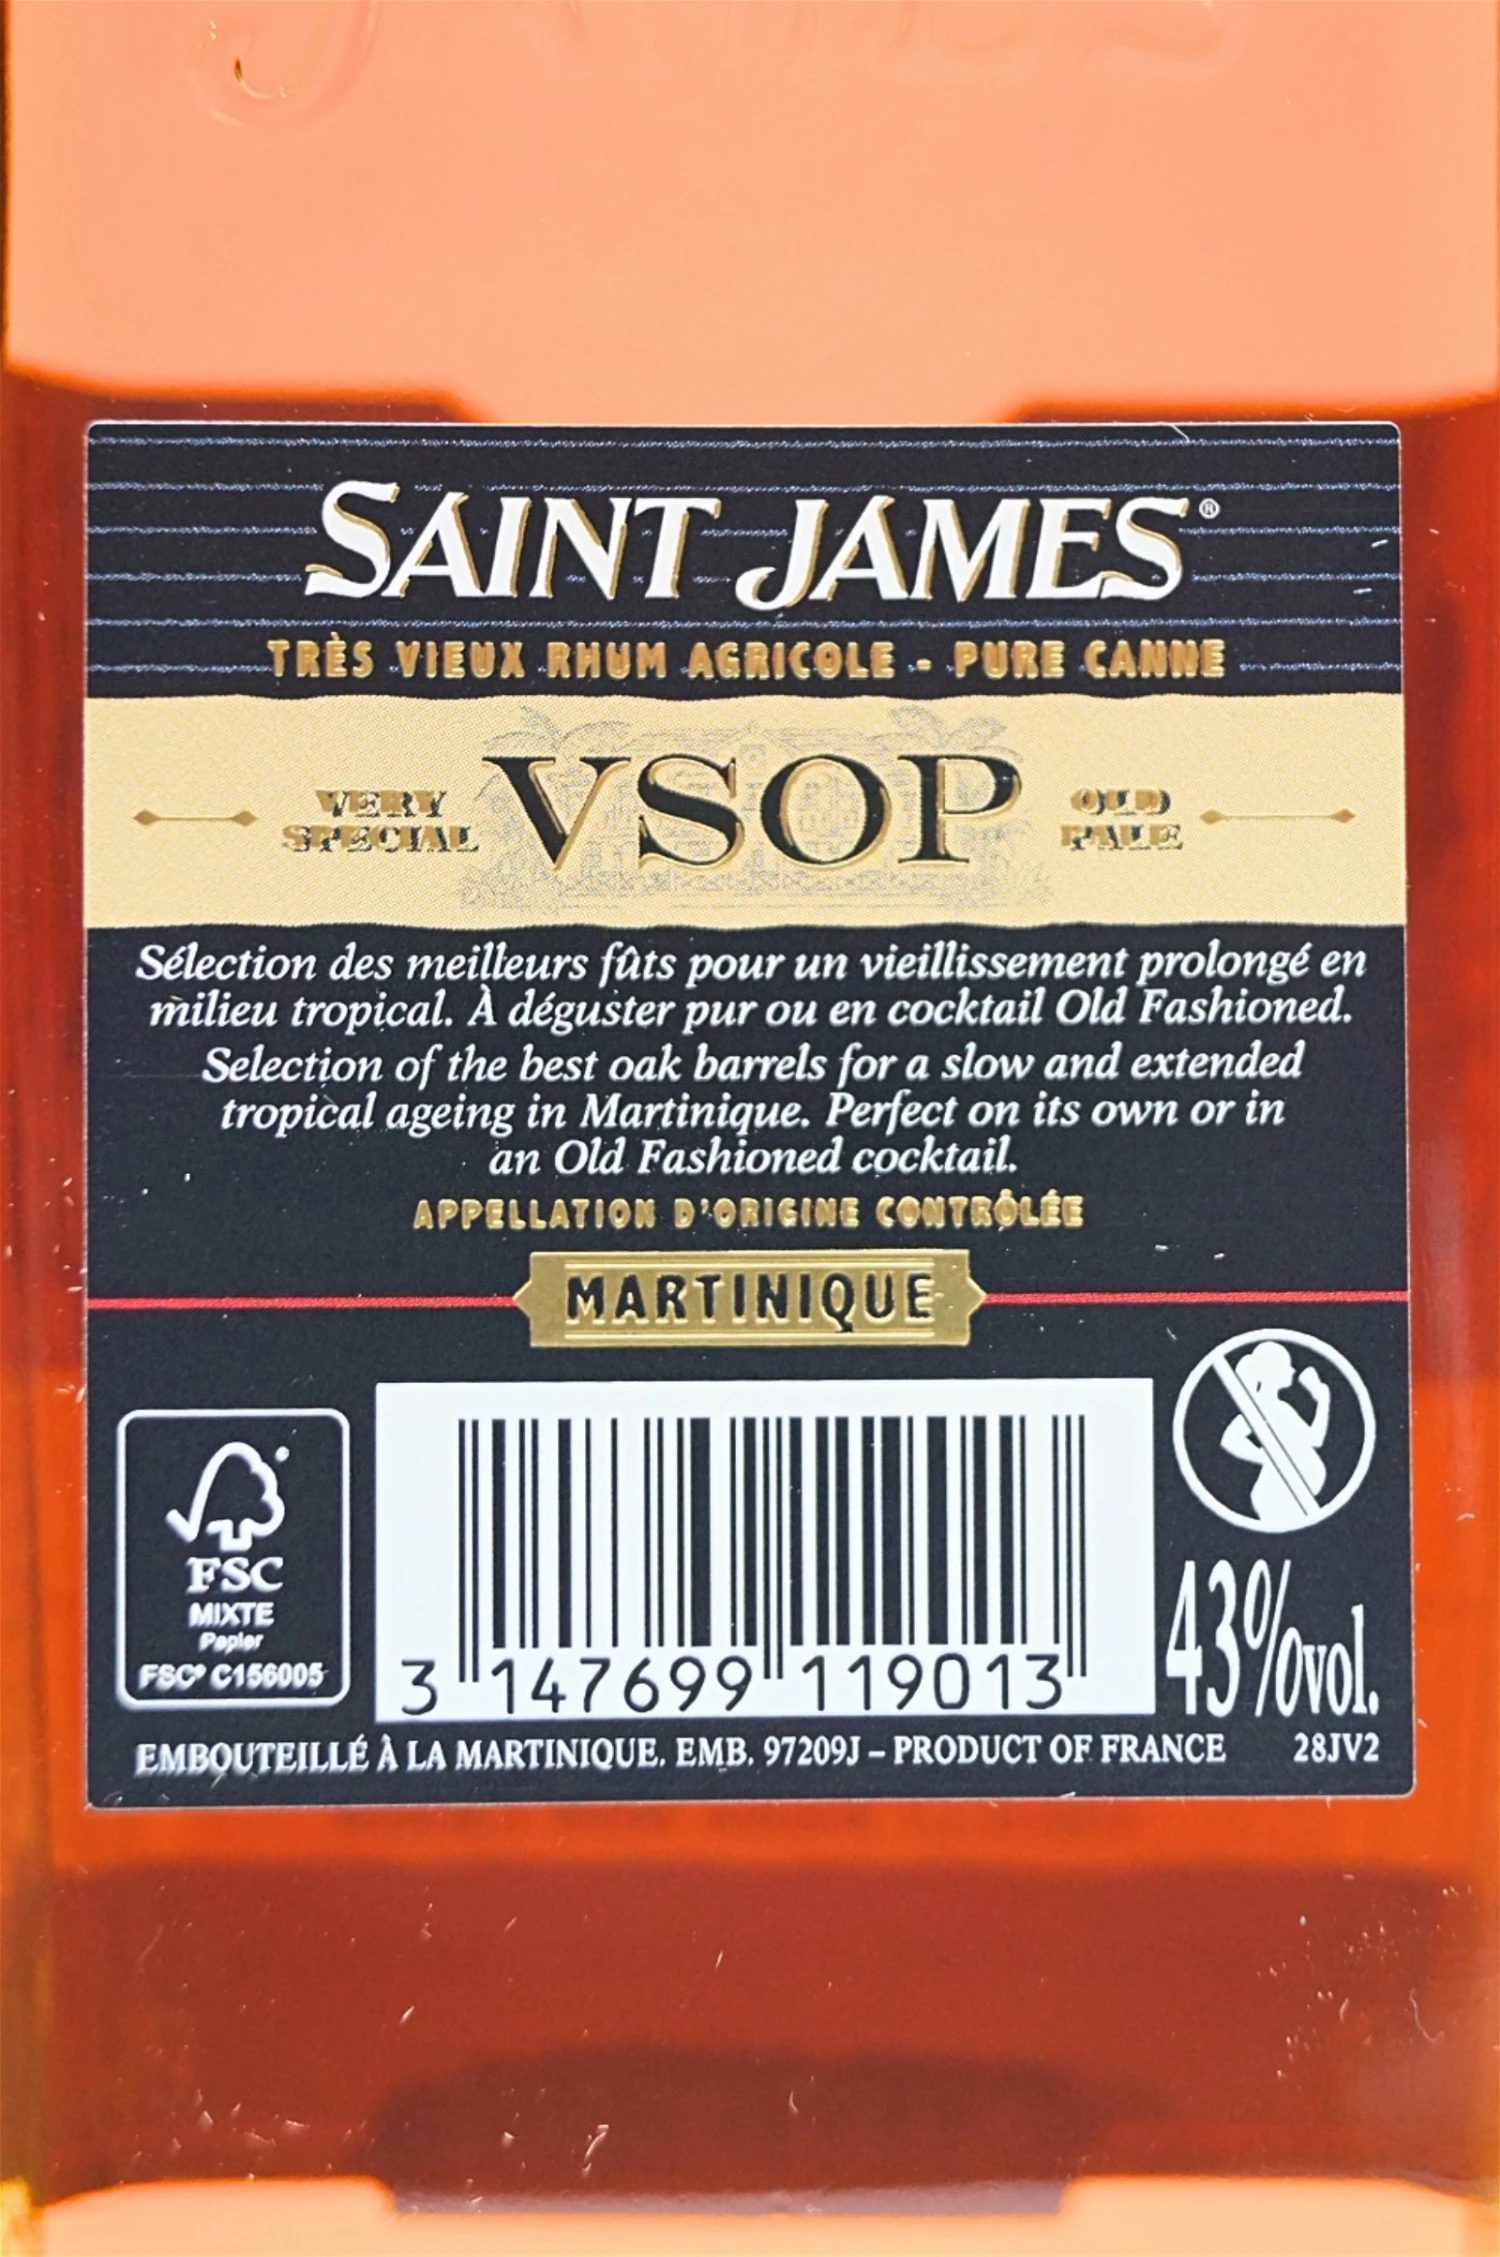 SAINT JAMES®
TRÈS VIEUX RHUM AGRICOLE - PURE CANNE
VERY SPECIAL VSOP OLD PALE
Sélection des meilleurs fûts pour un vieillissement prolongé en
milieu tropical. À déguster pur ou en cocktail Old Fashioned.
Selection of the best oak barrels for a slow and extended
tropical ageing in Martinique. Perfect on its own or in
an Old Fashioned cocktail.
APPELLATION D'ORIGINE CONTRÔLÉE
MARTINIQUE
FSC
MIXTE
Papier
FSC® C156005
3 147699 119013
43%vol.
EMBOUTEILLÉ À LA MARTINIQUE. EMB. 97209J – PRODUCT OF FRANCE 28JV2